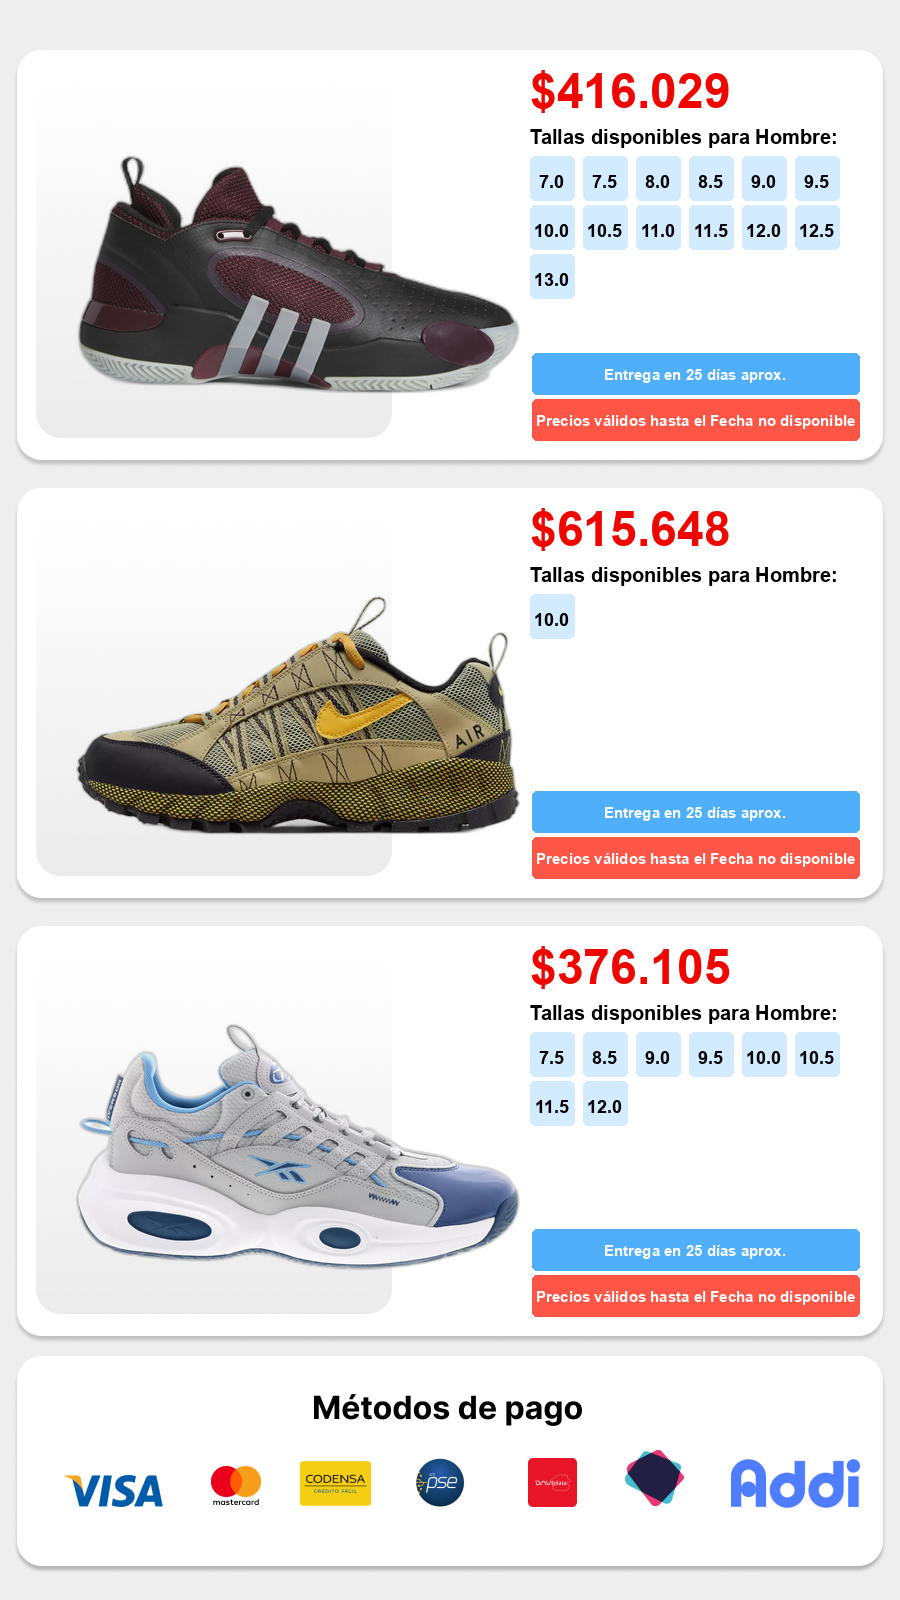 $416.029
Tallas disponibles para Hombre:
7.0 7.5 8.0 8.5 9.0 9.5
10.0 10.5 11.0 11.5 12.0 12.5
13.0
Entrega en 25 días aprox.
Precios válidos hasta el Fecha no disponible
$615.648
Tallas disponibles para Hombre:
10.0
AIR
Entrega en 25 días aprox.
Precios válidos hasta el Fecha no disponible
$376.105
Tallas disponibles para Hombre:
7.5 8.5 9.0 9.5 10.0 10.5
11.5 12.0
Entrega en 25 días aprox.
Precios válidos hasta el Fecha no disponible
Métodos de pago
VISA
mastercard
CODENSA
CRÉDITO FÁCIL
pse
DAVIplata
Addi